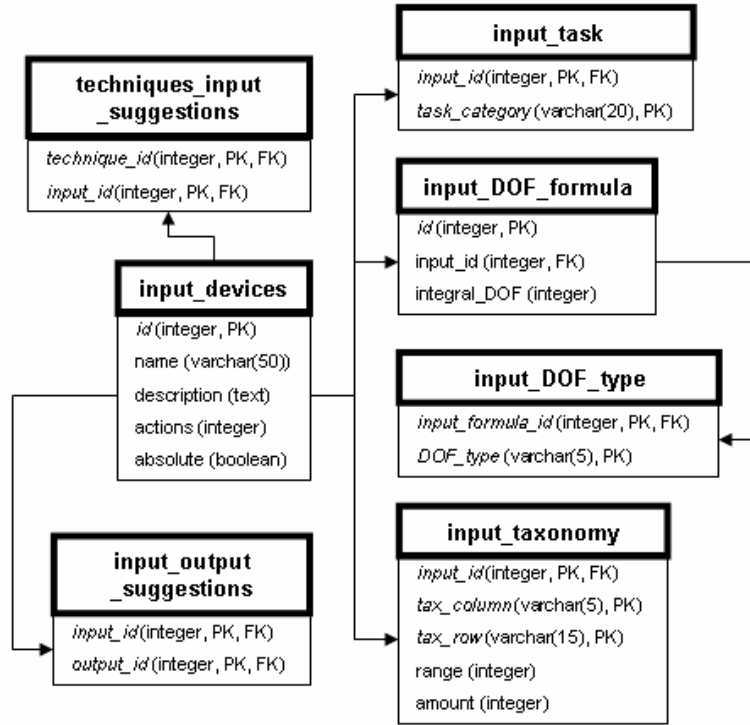 techniques_input
_suggestions
technique_id(integer, PK, FK)
input_id(integer, PK, FK)
input_devices
id(integer, PK)
name (varchar(50))
description (text)
actions (integer)
absolute (boolean)
input_output
_suggestions
input_id(integer, PK, FK)
output_id(integer, PK, FK)
input_task
input_id(integer, PK, FK)
task_category(varchar(20), PK)
input_DOF_formula
id(integer, PK)
input_id (integer, FK)
integral_DOF (integer)
input_DOF_type
input_formula_id(integer, PK, FK)
DOF_type(varchar(5), PK)
input_taxonomy
input_id(integer, PK, FK)
tax_column(varchar(5), PK)
tax_row(varchar(15), PK)
range (integer)
amount (integer)